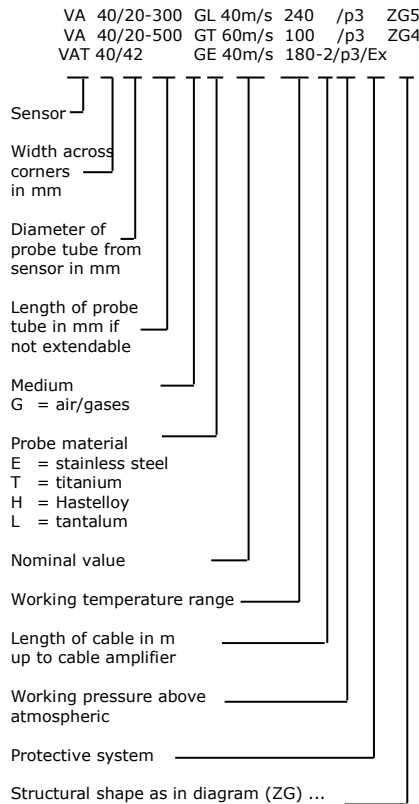 VA 40/20-300 GL 40m/s 240 /p3 ZG5
VA 40/20-500 GT 60m/s 100 /p3 ZG4
VAT 40/42 GE 40m/s 180-2/p3/Ex
Sensor
Width across
corners
in mm
Diameter of
probe tube from
sensor in mm
Length of probe
tube in mm if
not extendable
Medium
G = air/gases
Probe material
E = stainless steel
T = titanium
H = Hastelloy
L = tantalum
Nominal value
Working temperature range
Length of cable in m
up to cable amplifier
Working pressure above
atmospheric
Protective system
Structural shape as in diagram (ZG) ...